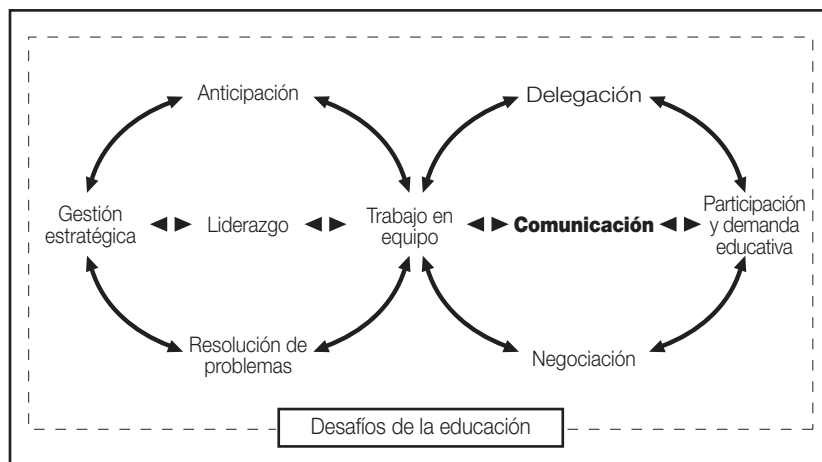 Anticipación
Delegación
Gestión
estratégica
Liderazgo
Trabajo en
equipo
Comunicación
Participación
y demanda
educativa
Resolución de
problemas
Negociación
Desafíos de la educación